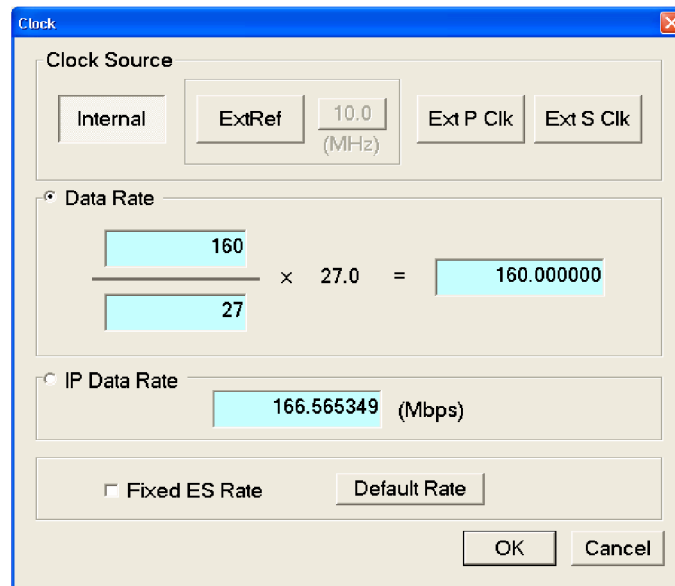 Clock
Clock Source
Internal
ExtRef
10.0
(MHz)
Ext P Clk
Ext S Clk
Data Rate
160
27
× 27.0 = 160.000000
IP Data Rate
166.565349 (Mbps)
Fixed ES Rate
Default Rate
OK
Cancel